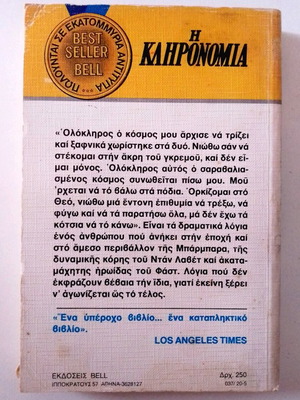 ΠΩΛΟΥΝΤΑΙ ΣΕ ΕΚΑΤΟΜΜΥΡΙΑ ΑΝΤΙΤΥΠΑ...
BEST
SELLER
BELL
Η
ΚΛΗΡΟΝΟΜΙΑ
«Ὁλόκληρος ὁ κόσμος μου ἄρχισε νά τρίζει
καί ξαφνικά χωρίστηκε στά δυό. Νιώθω σάν νά
στέκομαι στήν ἄκρη τοῦ γκρεμοῦ, καί δέν εἶ-
μαι μόνος. Ὁλόκληρος αὐτός ὁ σαραβαλια-
σμένος κόσμος συνωθεῖται πίσω μου. Μοῦ
'ρχεται νά τό βάλω στά πόδια. Ὁρκίζομαι στό
Θεό, νιώθω μιά ἔντονη ἐπιθυμία νά τρέξω, νά
φύγω καί νά τά παρατήσω ὅλα, μά δέν ἔχω τά
κότσια νά τό κάνω». Εἶναι τά δραματικά λόγια
ἑνός ἀνθρώπου πού ἀνήκει στήν ἐποχή καί
στό ἄμεσο περιβάλλον τῆς Μπάρμπαρα, τῆς
δυναμικῆς κόρης τοῦ Ντάν Λαβέτ καί ἀκατα-
μάχητης ἡρωίδας τοῦ Φάστ. Λόγια πού δέν
ἐκφράζουν βέβαια τήν ἴδια, γιατί ἐκείνη ξέρει
ν' ἀγωνίζεται ὥς τό τέλος.
«Ἕνα ὑπέροχο βιβλίο... ἕνα καταπληκτικό
βιβλίο».
LOS ANGELES TIMES
ΕΚΔΟΣΕΙΣ BELL
ΙΠΠΟΚΡΑΤΟΥΣ 57 ΑΘΗΝΑ-3628127
Δρχ. 250
037/20-5